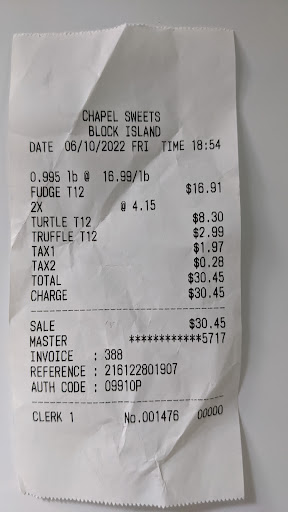 CHAPEL SWEETS
BLOCK ISLAND
DATE 06/10/2022 FRI TIME 18:54
0.995 lb @ 16.99/lb
FUDGE T12 $16.91
2X @ 4.15
TURTLE T12 $8.30
TRUFFLE T12 $2.99
TAX1 $1.97
TAX2 $0.28
TOTAL $30.45
CHARGE $30.45
SALE $30.45
MASTER ************5717
INVOICE : 388
REFERENCE : 216122801907
AUTH CODE : 09910P
CLERK 1 No.001476 00000